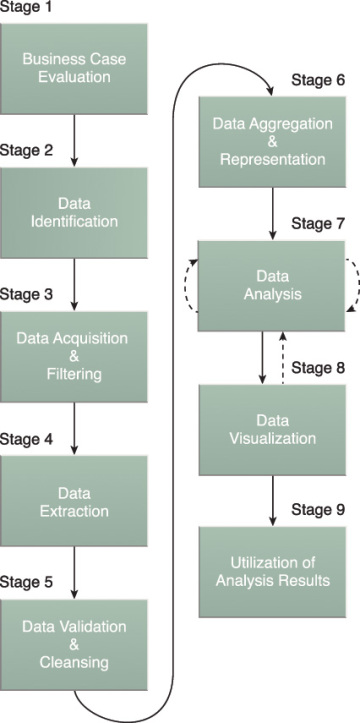 Stage 1
Business Case
Evaluation
Stage 2
Data
Identification
Stage 3
Data Acquisition
&
Filtering
Stage 4
Data
Extraction
Stage 5
Data Validation
&
Cleansing
Stage 6
Data Aggregation
&
Representation
Stage 7
Data
Analysis
Stage 8
Data
Visualization
Stage 9
Utilization of
Analysis Results